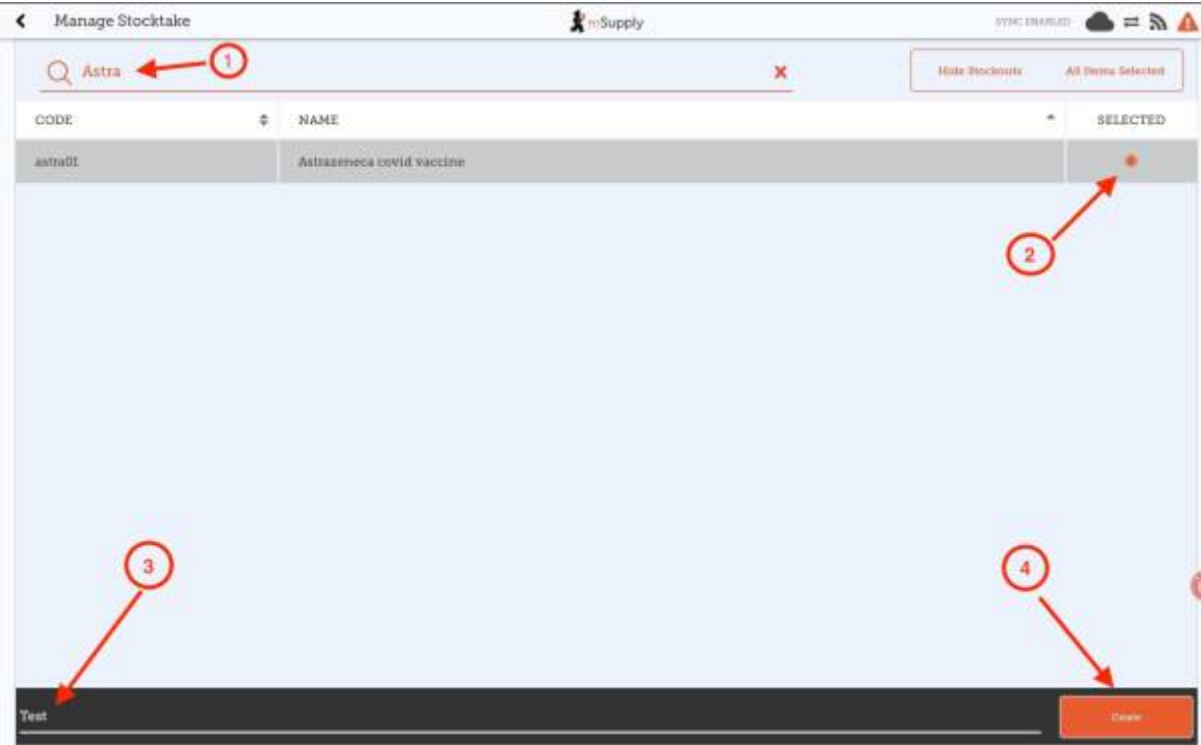 Manage Stocktake
mSupply
SYNC ENABLED
1
Astra
Hide Stockouts
All Items Selected
CODE
NAME
SELECTED
astra01
Astrazeneca covid vaccine
2
3
4
Test
Create